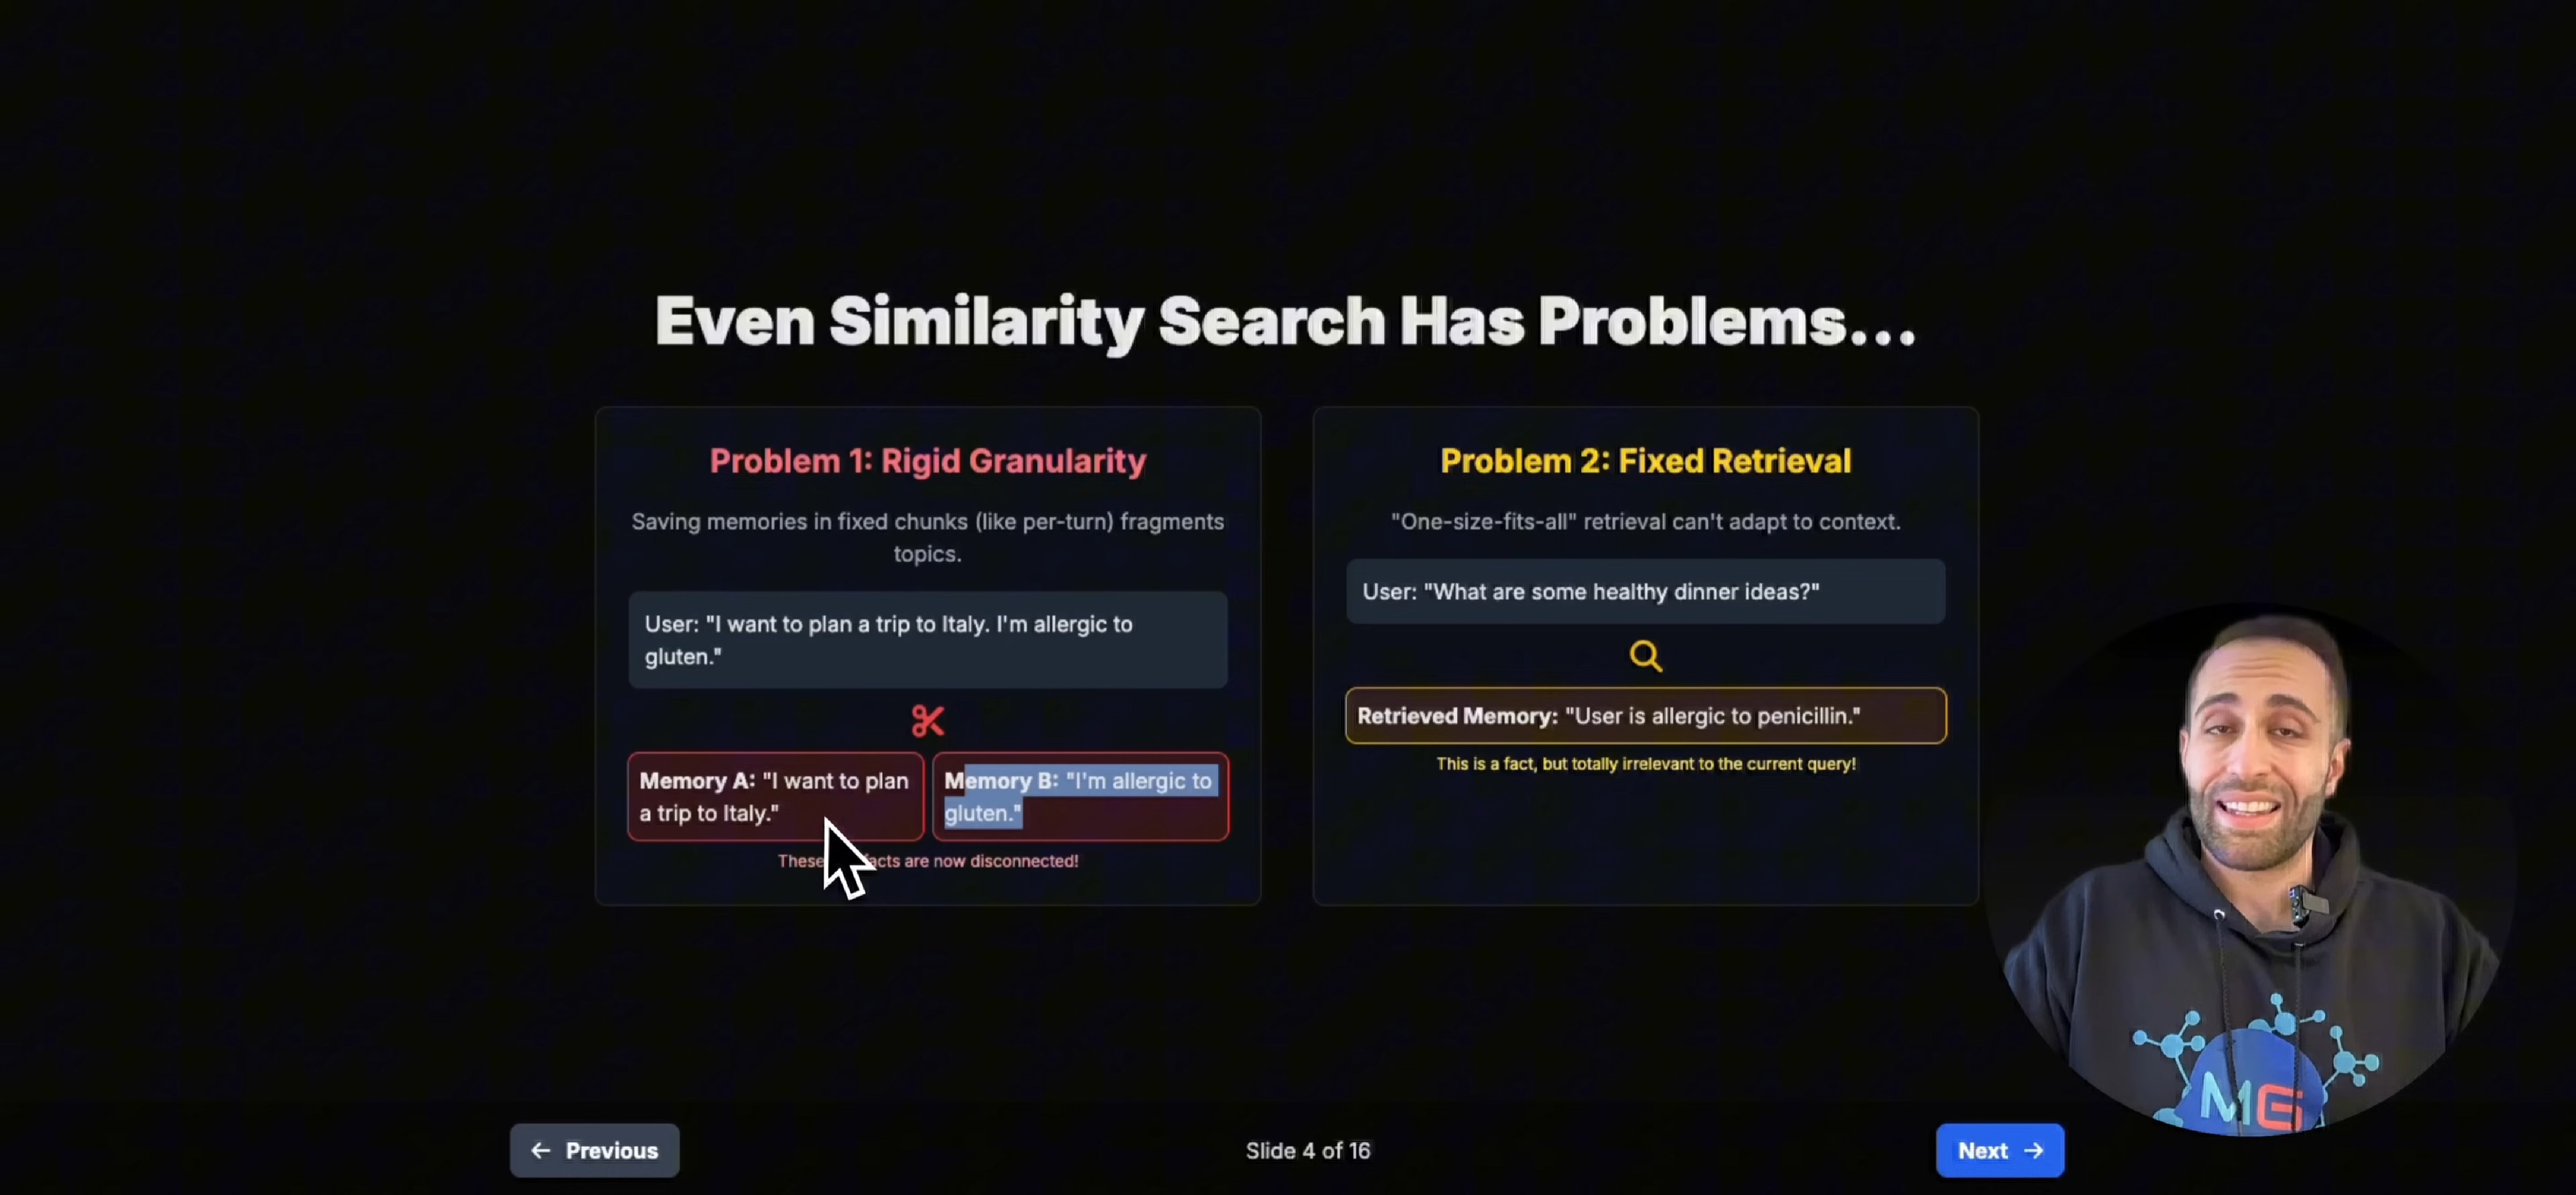 Even Similarity Search Has Problems...
Problem 1: Rigid Granularity
Saving memories in fixed chunks (like per-turn) fragments
topics.
User: "I want to plan a trip to Italy. I'm allergic to
gluten."
Memory A: "I want to plan
a trip to Italy."
Memory B: "I'm allergic to
gluten."
These facts are now disconnected!
Problem 2: Fixed Retrieval
"One-size-fits-all" retrieval can't adapt to context.
User: "What are some healthy dinner ideas?"
Retrieved Memory: "User is allergic to penicillin."
This is a fact, but totally irrelevant to the current query!
MG
← Previous
Slide 4 of 16
Next →